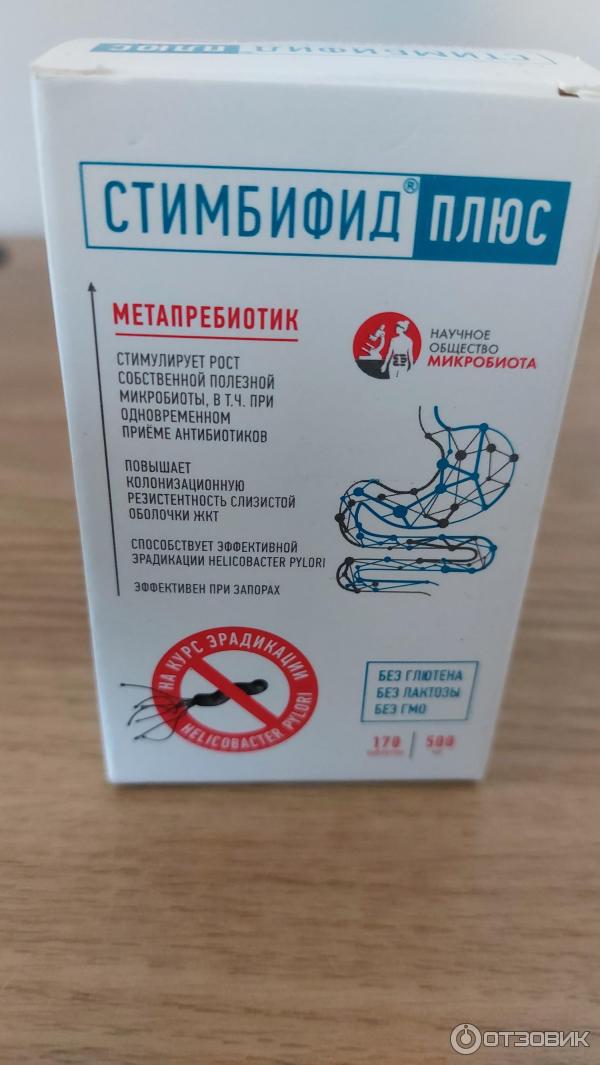 СТИМБИФИД® ПЛЮС
СТИМБИФИД® ПЛЮС
МЕТАПРЕБИОТИК
СТИМУЛИРУЕТ РОСТ
СОБСТВЕННОЙ ПОЛЕЗНОЙ
МИКРОБИОТЫ, В Т.Ч. ПРИ
ОДНОВРЕМЕННОМ
ПРИЁМЕ АНТИБИОТИКОВ
НАУЧНОЕ
ОБЩЕСТВО
МИКРОБИОТА
ПОВЫШАЕТ
КОЛОНИЗАЦИОННУЮ
РЕЗИСТЕНТНОСТЬ СЛИЗИСТОЙ
ОБОЛОЧКИ ЖКТ
СПОСОБСТВУЕТ ЭФФЕКТИВНОЙ
ЭРАДИКАЦИИ HELICOBACTER PYLORI
ЭФФЕКТИВЕН ПРИ ЗАПОРАХ
НА КУРС ЭРАДИКАЦИИ
HELICOBACTER PYLORI
БЕЗ ГЛЮТЕНА
БЕЗ ЛАКТОЗЫ
БЕЗ ГМО
170 500
ОТЗОВИК